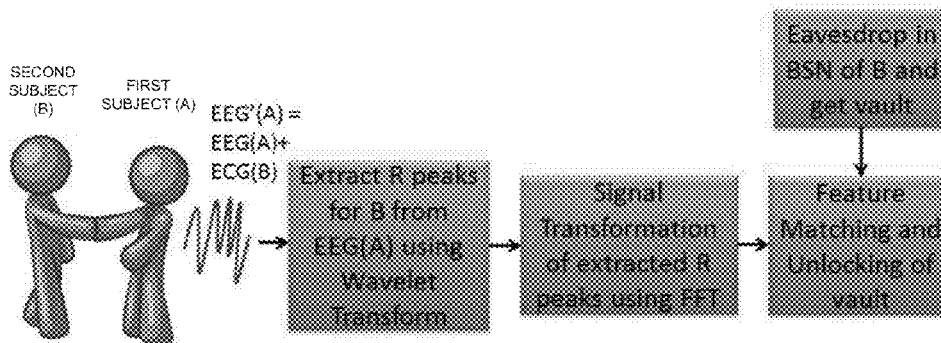 SECOND
SUBJECT
(B)
FIRST
SUBJECT (A)
EEG'(A) =
EEG(A)+
ECG(B)
Extract R peaks
for B from
EEG(A) using
Wavelet
Transform
Signal
Transformation
of extracted R
peaks using FFT
Eavesdrop in
BSN of B and
get vault
Feature
Matching and
Unlocking of
vault